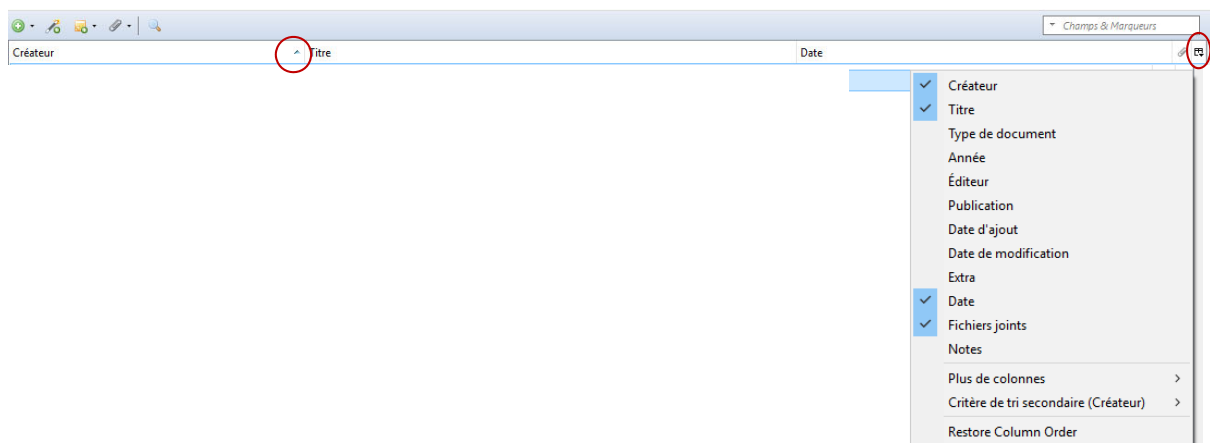 Champs & Marqueurs
Créateur Titre Date
Créateur
Titre
Type de document
Année
Éditeur
Publication
Date d'ajout
Date de modification
Extra
Date
Fichiers joints
Notes
Plus de colonnes
Critère de tri secondaire (Créateur)
Restore Column Order